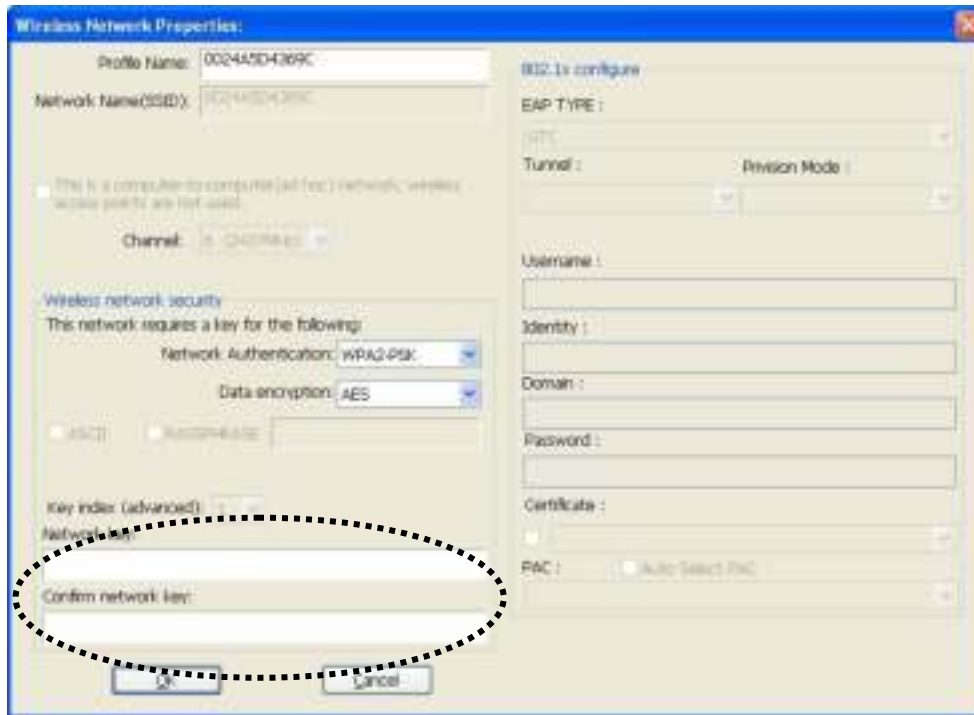 Wireless Network Properties:
Profile Name: 0024A5D4369C
Network Name(SSID): 0024A5D4369C
This is a computer-to-computer(ad hoc) network; wireless
access points are not used.
Channel:
Wireless network security
This network requires a key for the following:
Network Authentication: WPA2-PSK
Data encryption: AES
ASCII PASSPHRASE
Key index (advanced): 1
Network key:
Confirm network key:
OK Cancel
802.1x configure
EAP TYPE :
GTC
Tunnel : Provision Mode :
Username :
Identity :
Domain :
Password :
Certificate :
PAC : Auto Select PAC